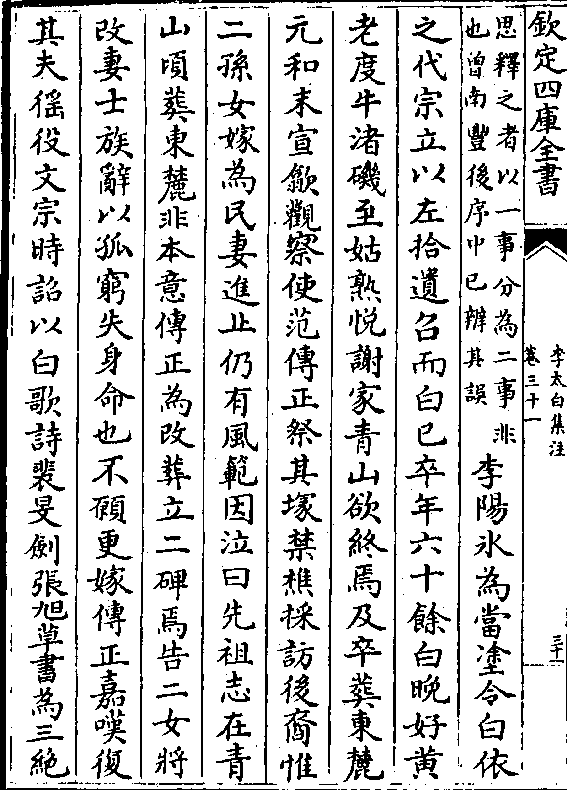 欽定四庫全書
李太白集注
卷三十一
三十一
思釋之者以一事分為二事非
也曾南豐後序中已辨其誤
李陽冰為當塗令白依
之代宗立以左拾遺召而白已卒年六十餘白晚好黃
老度牛渚磯至姑熟悅謝家青山欲終焉及卒葬東麓
元和末宣歙觀察使范傳正祭其塚禁樵採訪後裔惟
二孫女嫁為民妻進止仍有風範因泣曰先祖志在青
山頃葬東麓非本意傳正為改葬立二碑焉告二女將
改妻士族辭以孤窮失身命也不願更嫁傳正嘉嘆復
其夫徭役文宗時詔以白歌詩裴旻劍張旭草書為三絕